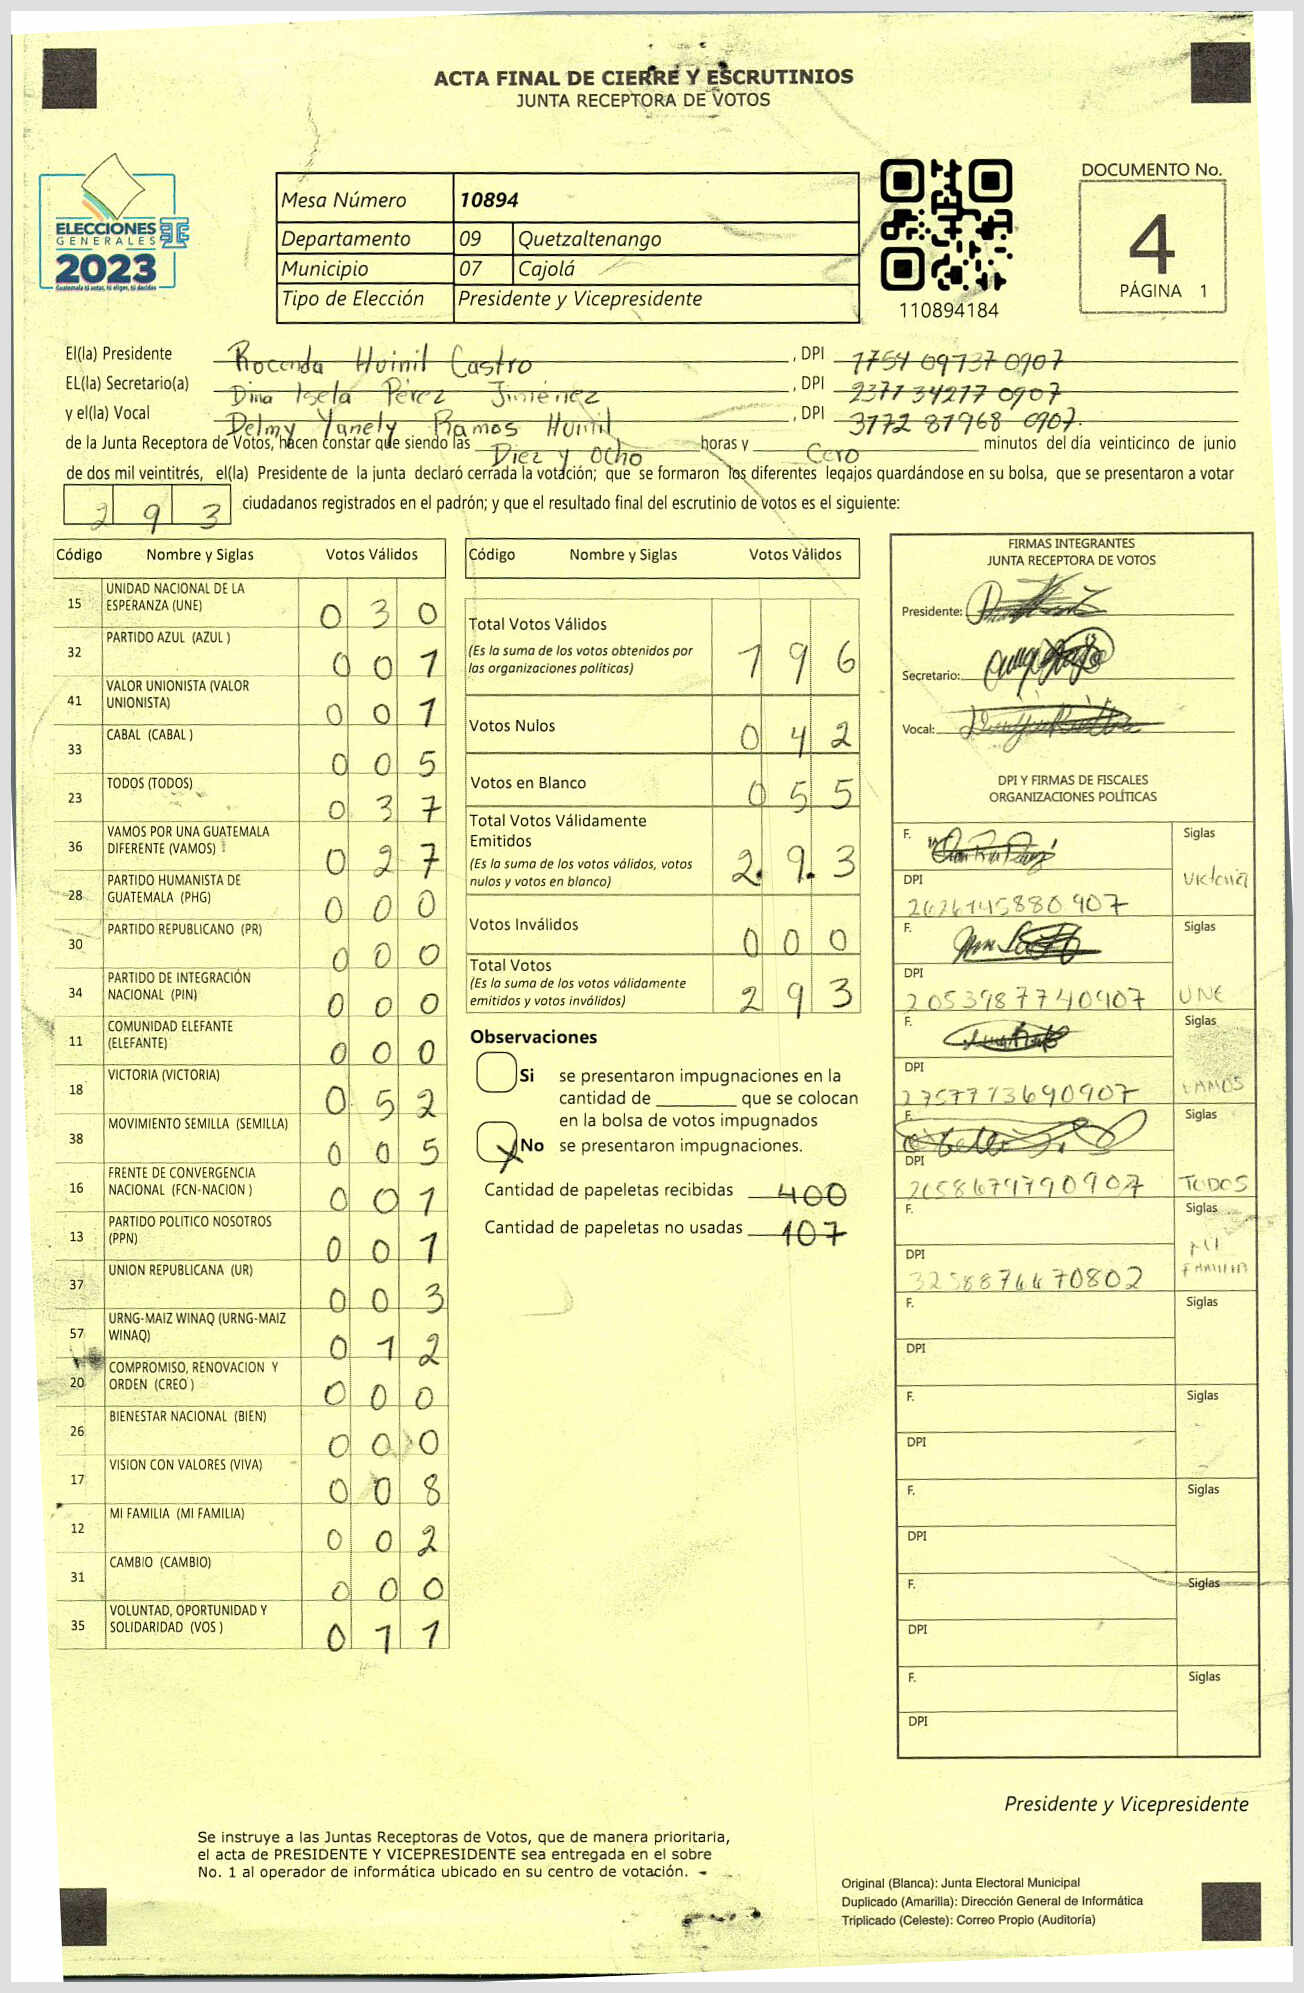 ACTA FINAL DE CIERRE Y ESCRUTINIOS
JUNTA RECEPTORA DE VOTOS
ELECCIONES
GENERALES
2023
Guatemala tú votas, tú eliges, tú decides
Mesa Número 10894
Departamento 09 Quetzaltenango
Municipio 07 Cajolá
Tipo de Elección Presidente y Vicepresidente
110894184
DOCUMENTO No.
4
PÁGINA 1
El(la) Presidente Rocenda Huinil Castro, DPI 1754 09737 0907
EL(la) Secretario(a) Dina Isela Pérez Jiménez, DPI 2377 34277 0907
y el(la) Vocal Delmy Yanely Ramos Huinil, DPI 3172 87968 0907.
de la Junta Receptora de Votos, hacen constar que siendo las Diez y Ocho horas y Cero minutos del día veinticinco de junio
de dos mil veintitrés, el(la) Presidente de la junta declaró cerrada la votación; que se formaron los diferentes legajos quardándose en su bolsa, que se presentaron a votar
293 ciudadanos registrados en el padrón; y que el resultado final del escrutinio de votos es el siguiente:
Código Nombre y Siglas Votos Válidos
15 UNIDAD NACIONAL DE LA ESPERANZA (UNE) 0 3 0
32 PARTIDO AZUL (AZUL ) 0 0 1
41 VALOR UNIONISTA (VALOR UNIONISTA) 0 0 1
33 CABAL (CABAL ) 0 0 5
23 TODOS (TODOS) 0 3 7
36 VAMOS POR UNA GUATEMALA DIFERENTE (VAMOS) 0 2 7
28 PARTIDO HUMANISTA DE GUATEMALA (PHG) 0 0 0
30 PARTIDO REPUBLICANO (PR) 0 0 0
34 PARTIDO DE INTEGRACIÓN NACIONAL (PIN) 0 0 0
11 COMUNIDAD ELEFANTE (ELEFANTE) 0 0 0
18 VICTORIA (VICTORIA) 0 5 2
38 MOVIMIENTO SEMILLA (SEMILLA) 0 0 5
16 FRENTE DE CONVERGENCIA NACIONAL (FCN-NACION ) 0 0 1
13 PARTIDO POLITICO NOSOTROS (PPN) 0 0 1
37 UNION REPUBLICANA (UR) 0 0 3
57 URNG-MAIZ WINAQ (URNG-MAIZ WINAQ) 0 1 2
20 COMPROMISO, RENOVACION Y ORDEN (CREO ) 0 0 0
26 BIENESTAR NACIONAL (BIEN) 0 0 0
17 VISION CON VALORES (VIVA) 0 0 8
12 MI FAMILIA (MI FAMILIA) 0 0 2
31 CAMBIO (CAMBIO) 0 0 0
35 VOLUNTAD, OPORTUNIDAD Y SOLIDARIDAD (VOS ) 0 1 1
Código Nombre y Siglas Votos Válidos
Total Votos Válidos 1 9 6
(Es la suma de los votos obtenidos por
las organizaciones políticas)
Votos Nulos 0 4 2
Votos en Blanco 0 5 5
Total Votos Válidamente
Emitidos 2 9 3
(Es la suma de los votos válidos, votos
nulos y votos en blanco)
Votos Inválidos 0 0 0
Total Votos 2 9 3
(Es la suma de los votos válidamente
emitidos y votos inválidos)
Observaciones
Si se presentaron impugnaciones en la
cantidad de ________ que se colocan
en la bolsa de votos impugnados
X No se presentaron impugnaciones.
Cantidad de papeletas recibidas 400
Cantidad de papeletas no usadas 107
FIRMAS INTEGRANTES
JUNTA RECEPTORA DE VOTOS
Presidente:
Secretario:
Vocal:
DPI Y FIRMAS DE FISCALES
ORGANIZACIONES POLÍTICAS
F. Siglas
DPI Victoria
F. Siglas
DPI 2053987740907 UNE
F. Siglas
DPI VAMOS
F. Siglas
DPI TODOS
F. Siglas
DPI MI FAMILIA
F. Siglas
DPI
F. Siglas
DPI
F. Siglas
DPI
F. Siglas
DPI
F. Siglas
DPI
Presidente y Vicepresidente
Se instruye a las Juntas Receptoras de Votos, que de manera prioritaria,
el acta de PRESIDENTE Y VICEPRESIDENTE sea entregada en el sobre
No. 1 al operador de informática ubicado en su centro de votación.
Original (Blanca): Junta Electoral Municipal
Duplicado (Amarilla): Dirección General de Informática
Triplicado (Celeste): Correo Propio (Auditoría)